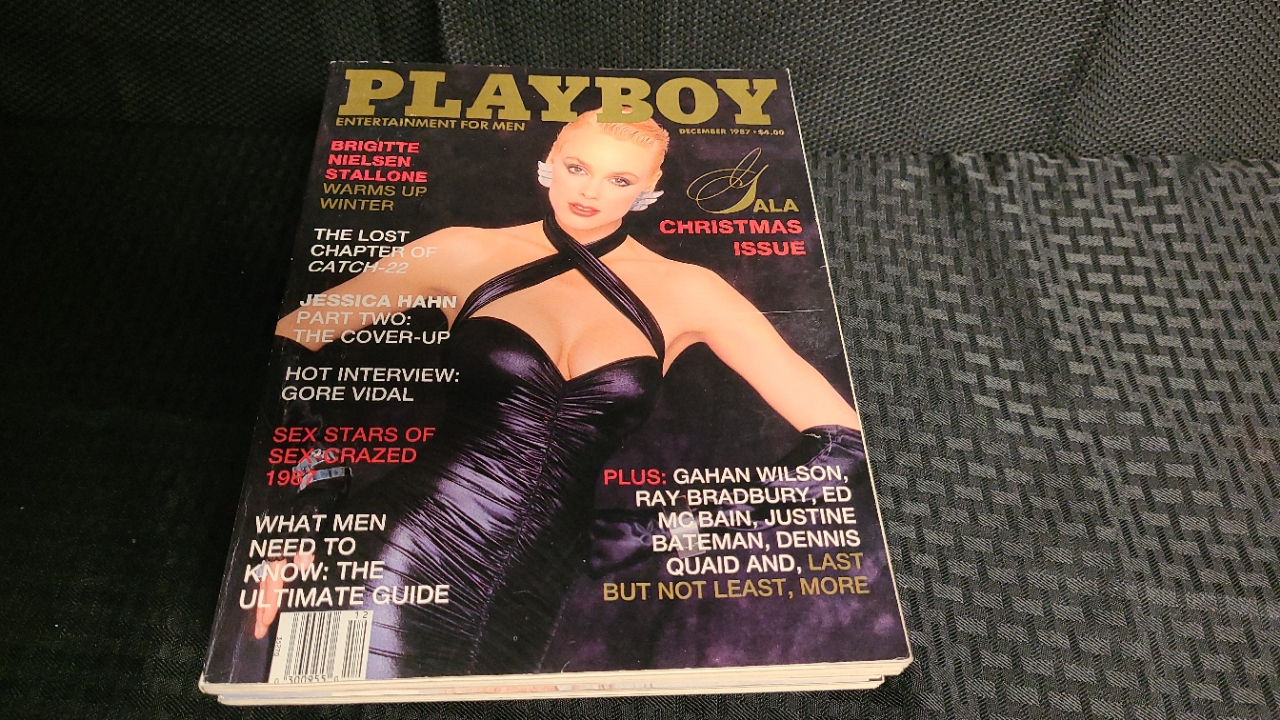 PLAYBOY
ENTERTAINMENT FOR MEN
DECEMBER 1987 • $4.00
BRIGITTE
NIELSEN
STALLONE
WARMS UP
WINTER
GALA
CHRISTMAS
ISSUE
THE LOST
CHAPTER OF
CATCH-22
JESSICA HAHN
PART TWO:
THE COVER-UP
HOT INTERVIEW:
GORE VIDAL
SEX STARS OF
SEX-CRAZED
1987
WHAT MEN
NEED TO
KNOW: THE
ULTIMATE GUIDE
PLUS: GAHAN WILSON,
RAY BRADBURY, ED
MC BAIN, JUSTINE
BATEMAN, DENNIS
QUAID AND, LAST
BUT NOT LEAST, MORE
12
300955